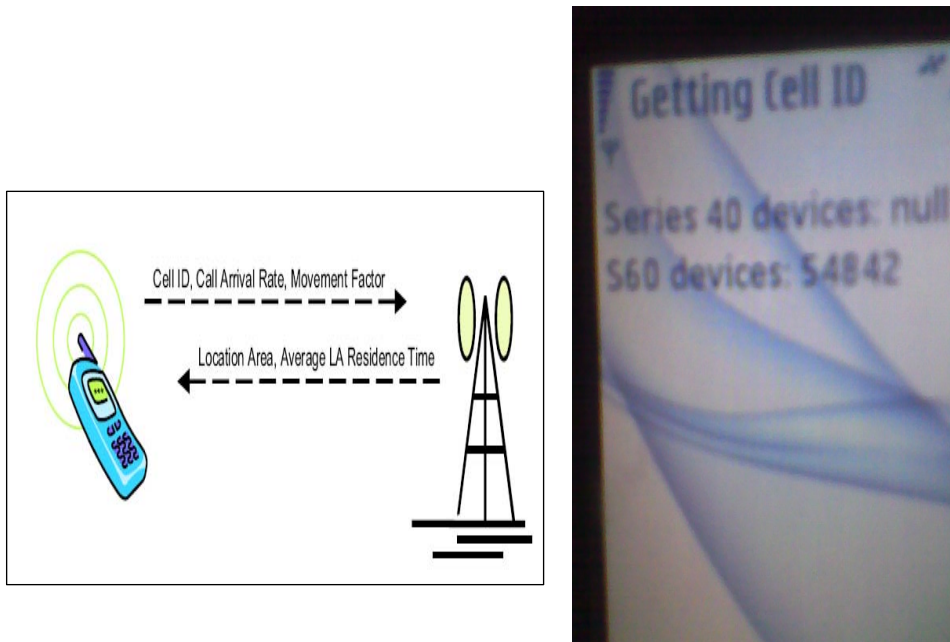 Cell ID, Call Arrival Rate, Movement Factor
Location Area, Average LA Residence Time
Getting Cell ID
Series 40 devices: null
S60 devices: 54842